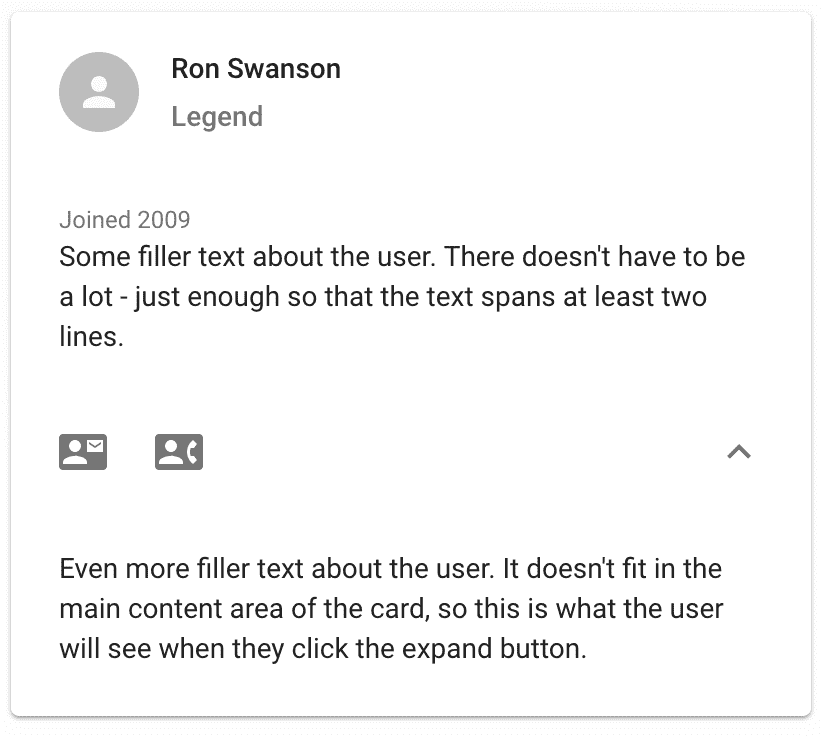 Ron Swanson
Legend
Joined 2009
Some filler text about the user. There doesn't have to be
a lot - just enough so that the text spans at least two
lines.
Even more filler text about the user. It doesn't fit in the
main content area of the card, so this is what the user
will see when they click the expand button.